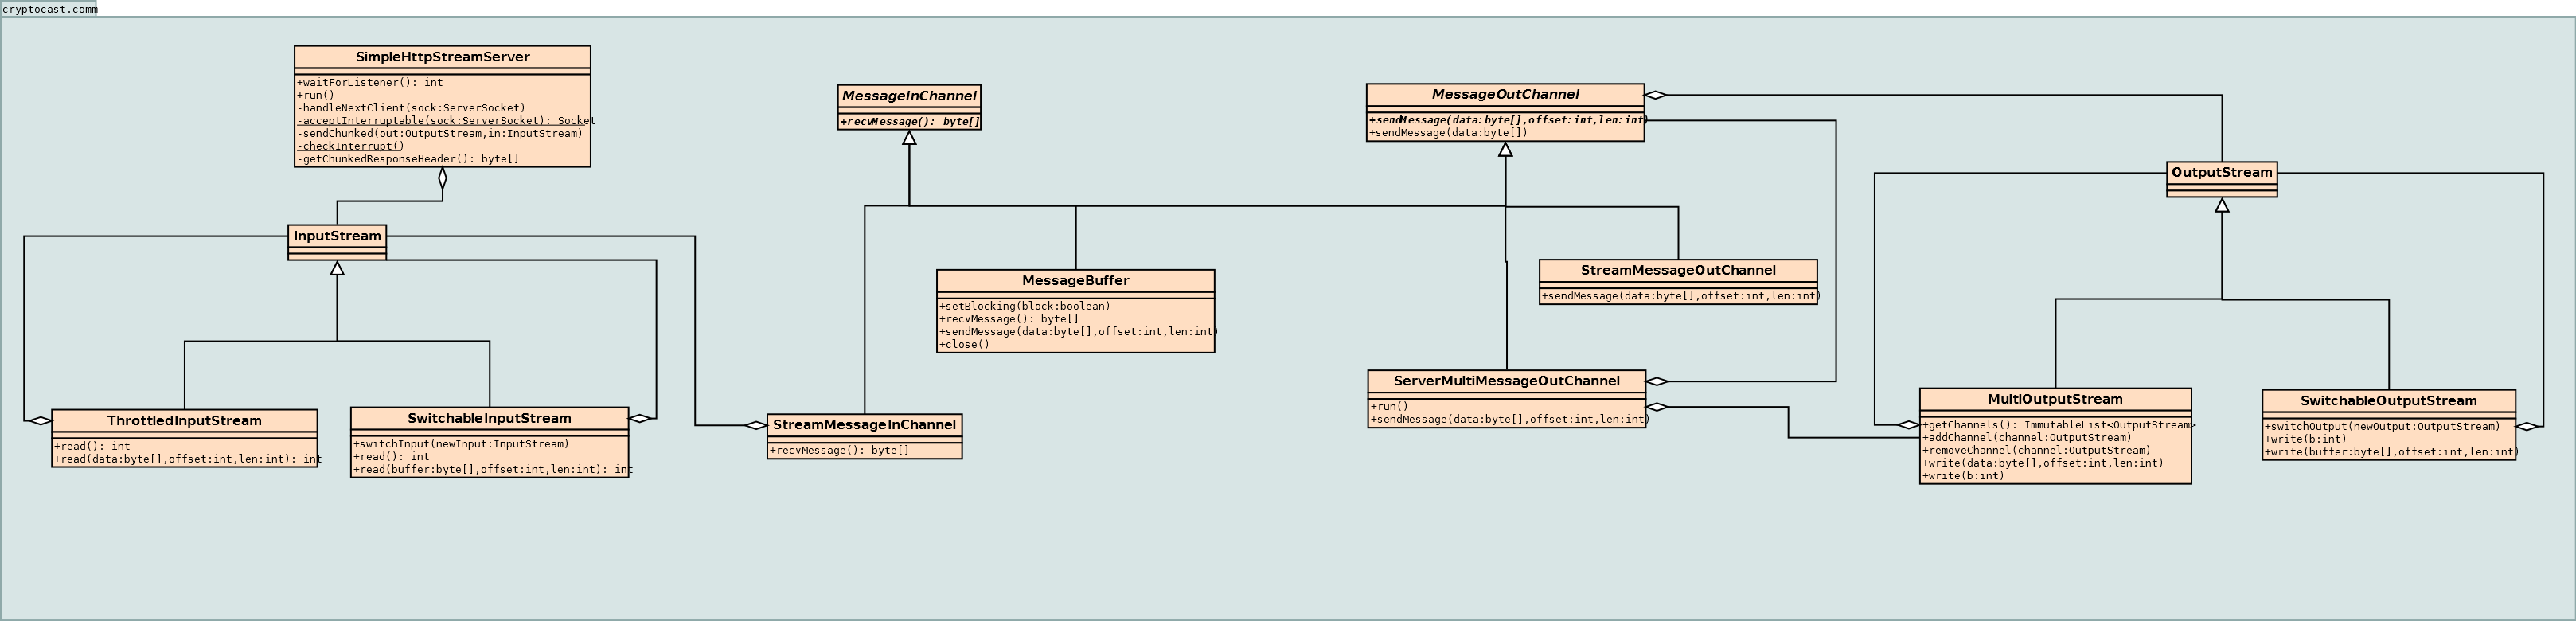 cryptocast.comm
SimpleHttpStreamServer
+waitForListener(): int
+run()
-handleNextClient(sock:ServerSocket)
-acceptInterruptable(sock:ServerSocket): Socket
-sendChunked(out:OutputStream,in:InputStream)
-checkInterrupt()
-getChunkedResponseHeader(): byte[]
MessageInChannel
+recvMessage(): byte[]
MessageOutChannel
+sendMessage(data:byte[],offset:int,len:int)
+sendMessage(data:byte[])
OutputStream
InputStream
MessageBuffer
+setBlocking(block:boolean)
+recvMessage(): byte[]
+sendMessage(data:byte[],offset:int,len:int)
+close()
StreamMessageOutChannel
+sendMessage(data:byte[],offset:int,len:int)
ThrottledInputStream
+read(): int
+read(data:byte[],offset:int,len:int): int
SwitchableInputStream
+switchInput(newInput:InputStream)
+read(): int
+read(buffer:byte[],offset:int,len:int): int
StreamMessageInChannel
+recvMessage(): byte[]
ServerMultiMessageOutChannel
+run()
+sendMessage(data:byte[],offset:int,len:int)
MultiOutputStream
+getChannels(): ImmutableList<OutputStream>
+addChannel(channel:OutputStream)
+removeChannel(channel:OutputStream)
+write(data:byte[],offset:int,len:int)
+write(b:int)
SwitchableOutputStream
+switchOutput(newOutput:OutputStream)
+write(b:int)
+write(buffer:byte[],offset:int,len:int)